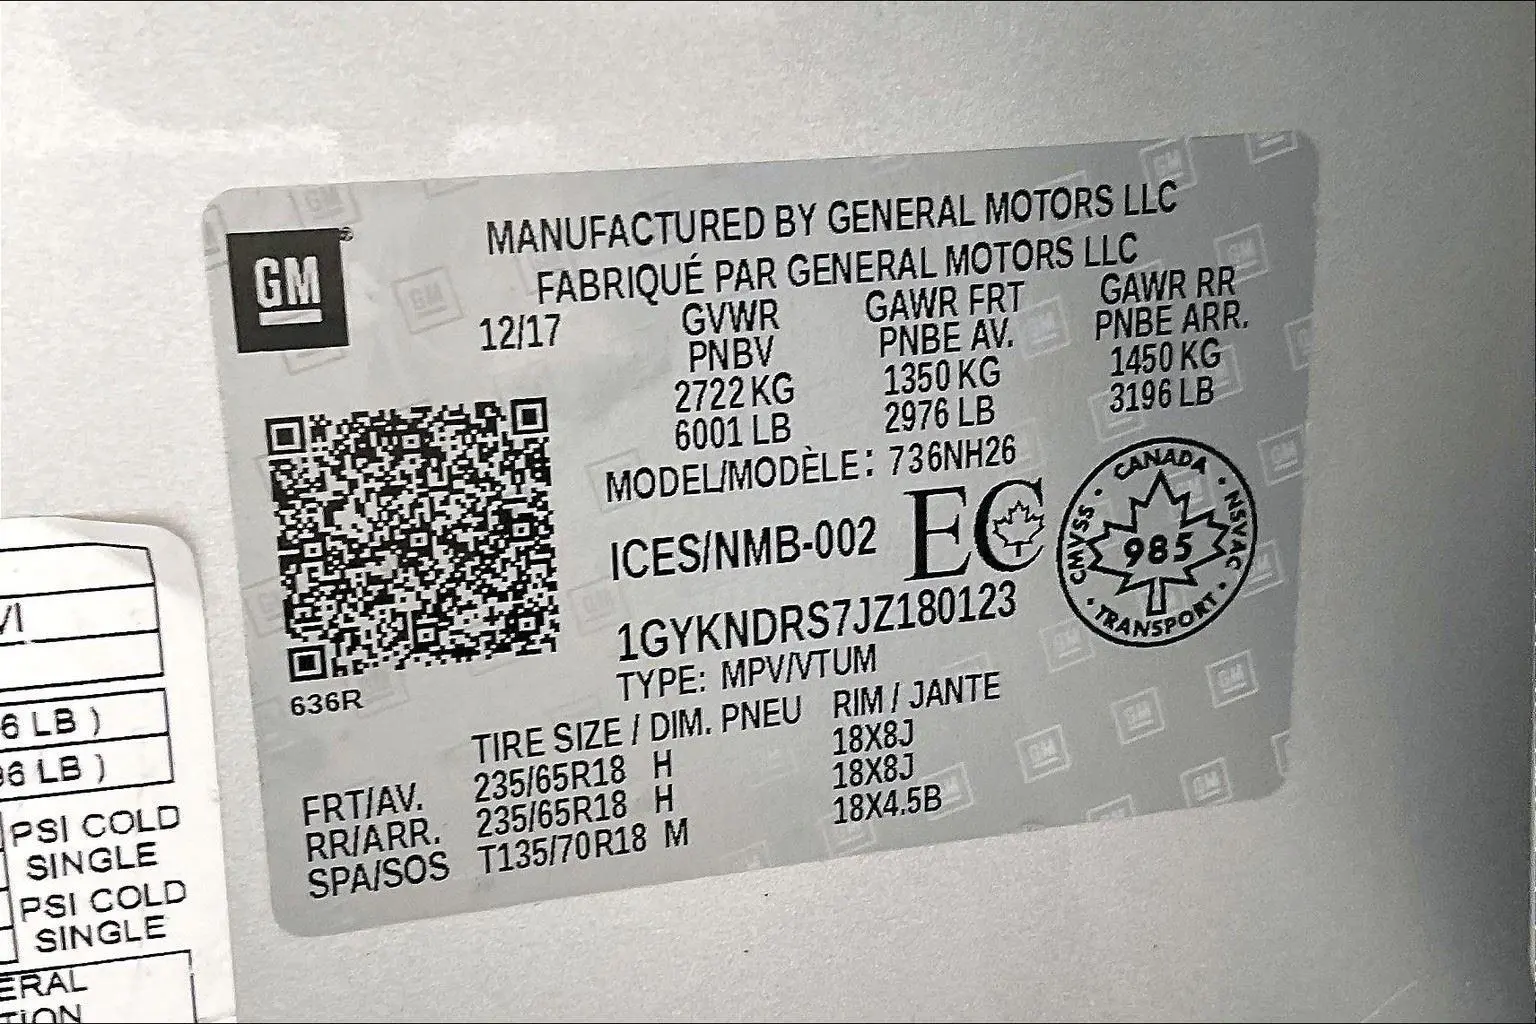 GM
MANUFACTURED BY GENERAL MOTORS LLC
FABRIQUÉ PAR GENERAL MOTORS LLC
12/17
GVWR GAWR FRT GAWR RR
PNBV PNBE AV. PNBE ARR.
2722 KG 1350 KG 1450 KG
6001 LB 2976 LB 3196 LB
MODEL/MODÈLE: 736NH26
ICES/NMB-002 EC
CANADA
CMVSS
985
NSVAC
TRANSPORT
1GYKNDRS7JZ180123
TYPE: MPV/VTUM
636R
TIRE SIZE / DIM. PNEU RIM / JANTE
FRT/AV. 235/65R18 H 18X8J
RR/ARR. 235/65R18 H 18X8J
SPA/SOS T135/70R18 M 18X4.5B
6 LB )
96 LB )
PSI COLD
SINGLE
PSI COLD
SINGLE